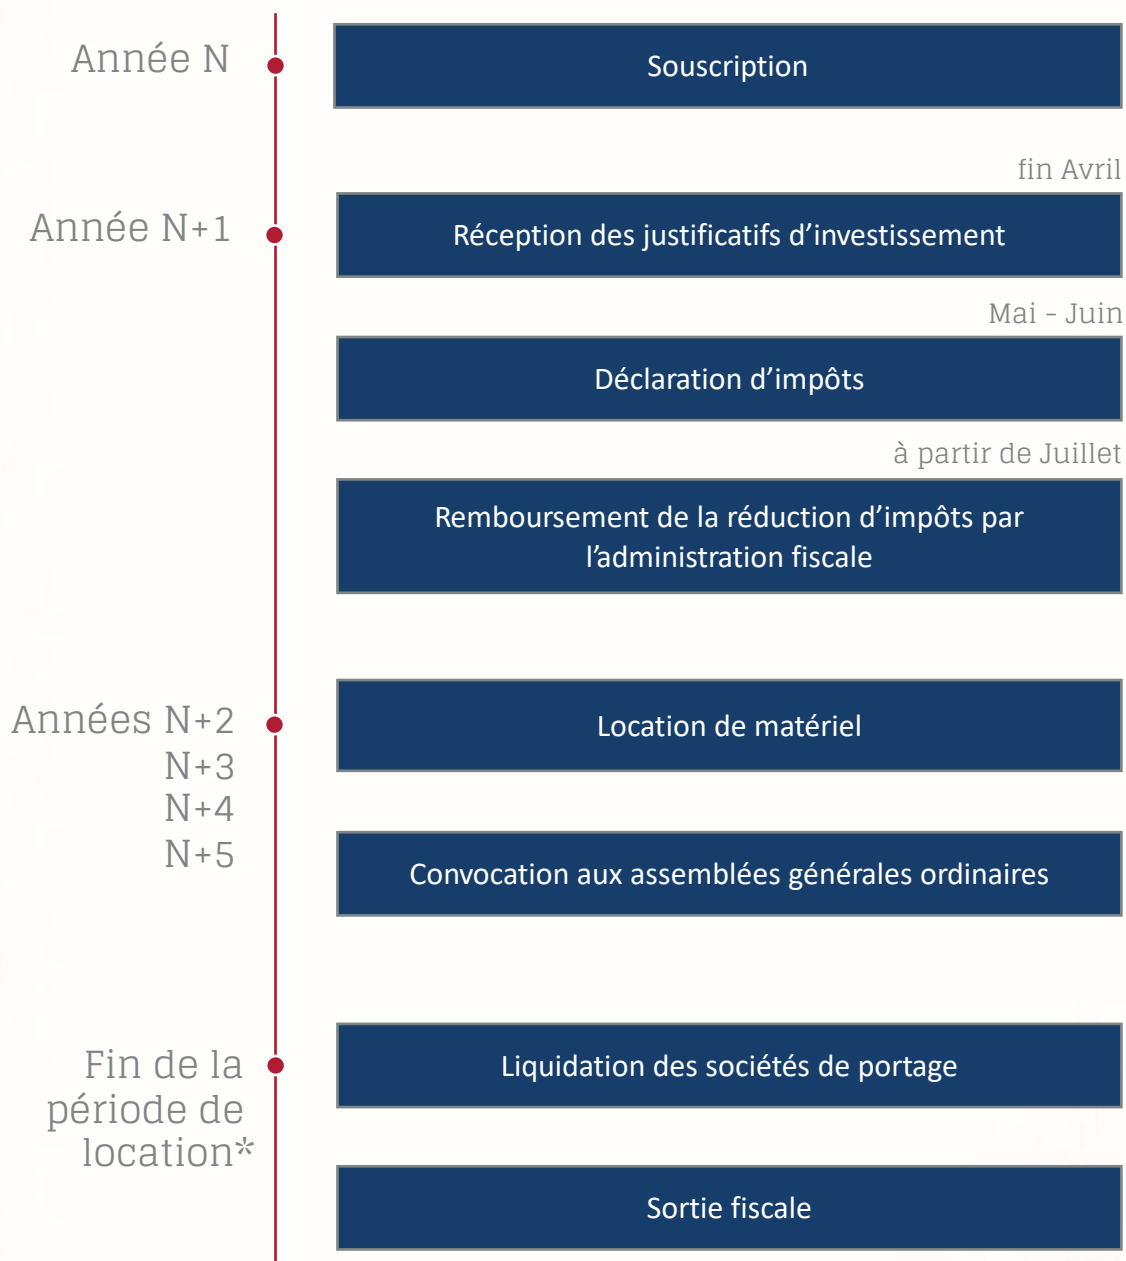 Année N
Souscription
fin Avril
Année N+1
Réception des justificatifs d’investissement
Mai - Juin
Déclaration d’impôts
à partir de Juillet
Remboursement de la réduction d’impôts par
l’administration fiscale
Années N+2
N+3
N+4
N+5
Location de matériel
Convocation aux assemblées générales ordinaires
Fin de la
période de
location*
Liquidation des sociétés de portage
Sortie fiscale